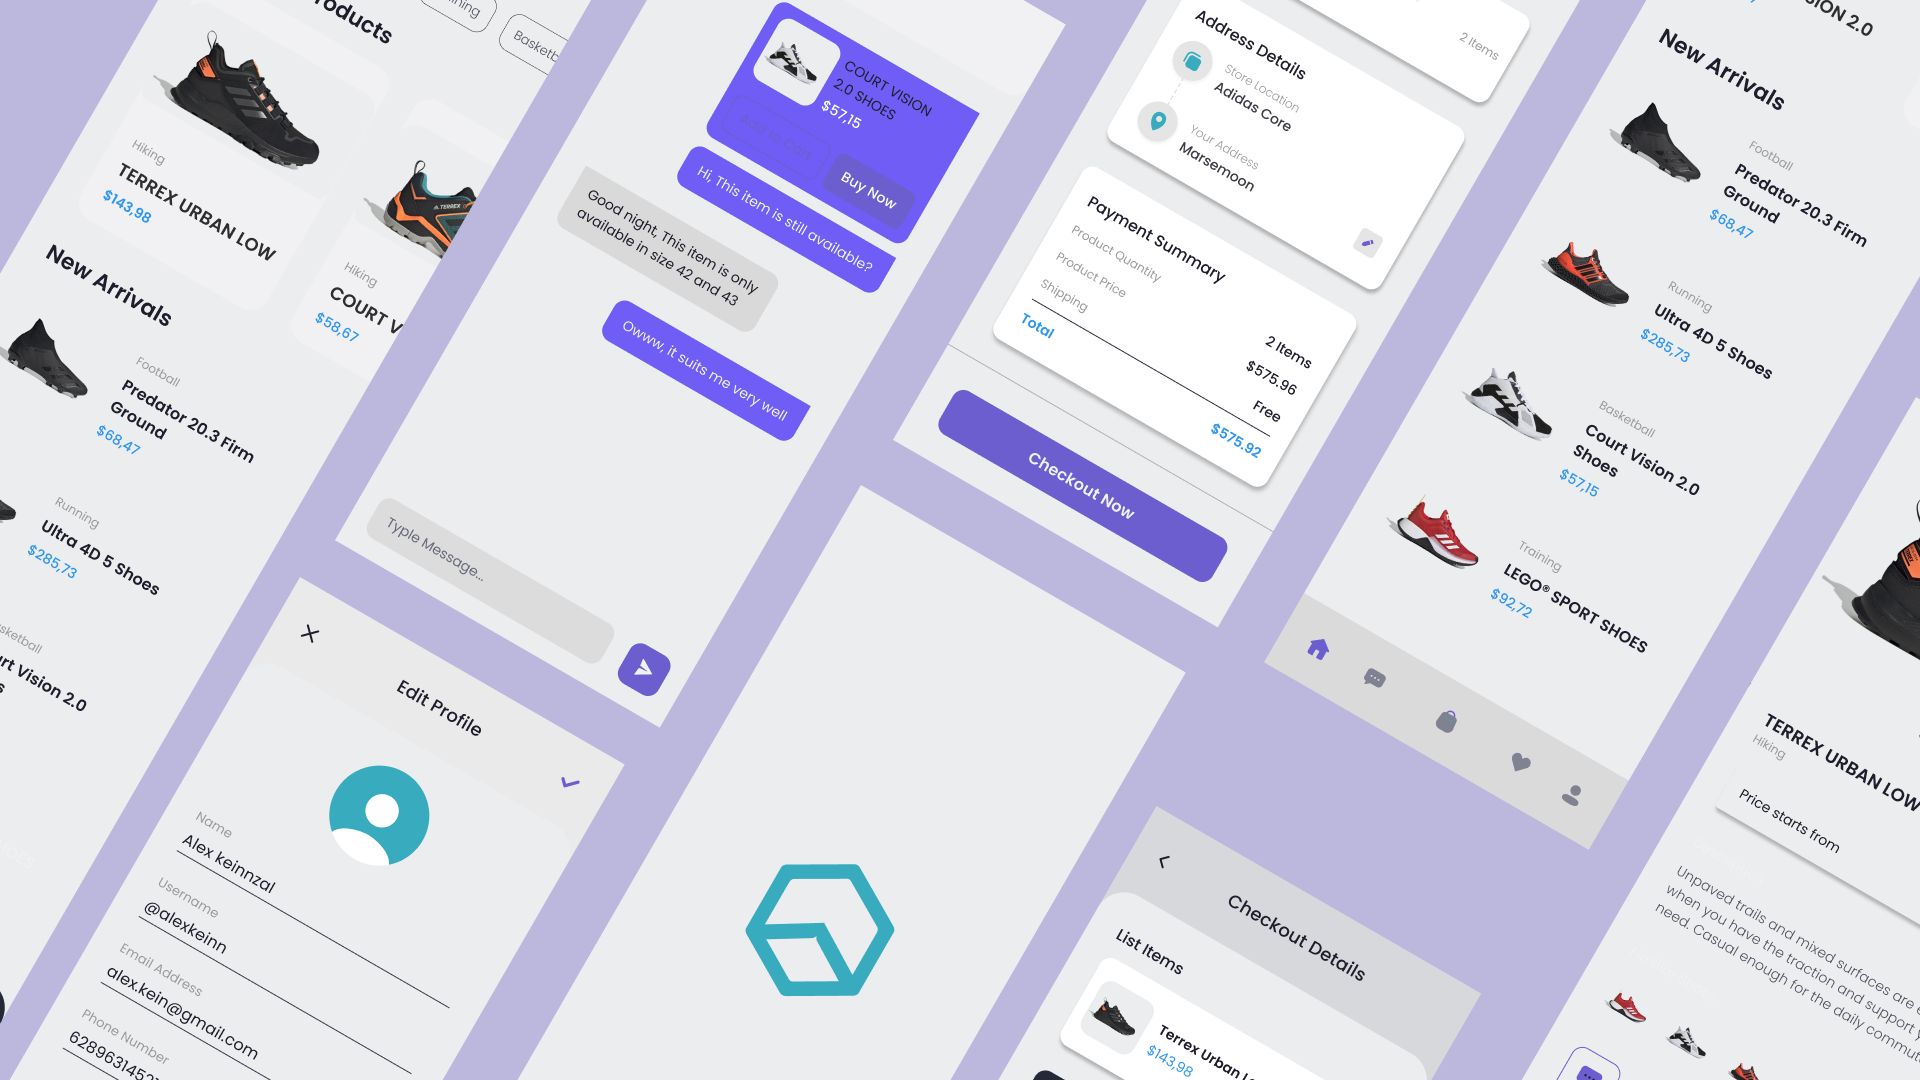 Products
Basketb
Hiking
TERREX URBAN LOW
$143,98
Hiking
COURT V
$58,67
New Arrivals
Football
Predator 20.3 Firm
Ground
$68,47
Running
Ultra 4D 5 Shoes
$285,73
sketball
rt Vision 2.0
COURT VISION
2.0 SHOES
$57,15
Add to Cart
Buy Now
Hi, This item is still available?
Good night, This item is only
available in size 42 and 43
Owww, it suits me very well
Typle Message...
Edit Profile
Name
Alex keinnzal
Username
@alexkeinn
Email Address
alex.kein@gmail.com
Phone Number
2 Items
Address Details
Store Location
Adidas Core
Your Address
Marsemoon
Payment Summary
Product Quantity
2 Items
Product Price
$575.96
Shipping
Free
Total
$575.92
Checkout Now
Checkout Details
List Items
Terrex Urban Lo
$143,98
SION 2.0
New Arrivals
Football
Predator 20.3 Firm
Ground
$68,47
Running
Ultra 4D 5 Shoes
$285,73
Basketball
Court Vision 2.0
Shoes
$57,15
Training
LEGO® SPORT SHOES
$92,72
TERREX URBAN LOW
Hiking
Price starts from
Unpaved trails and mixed surfaces are
when you have the traction and support
need. Casual enough for the daily commut